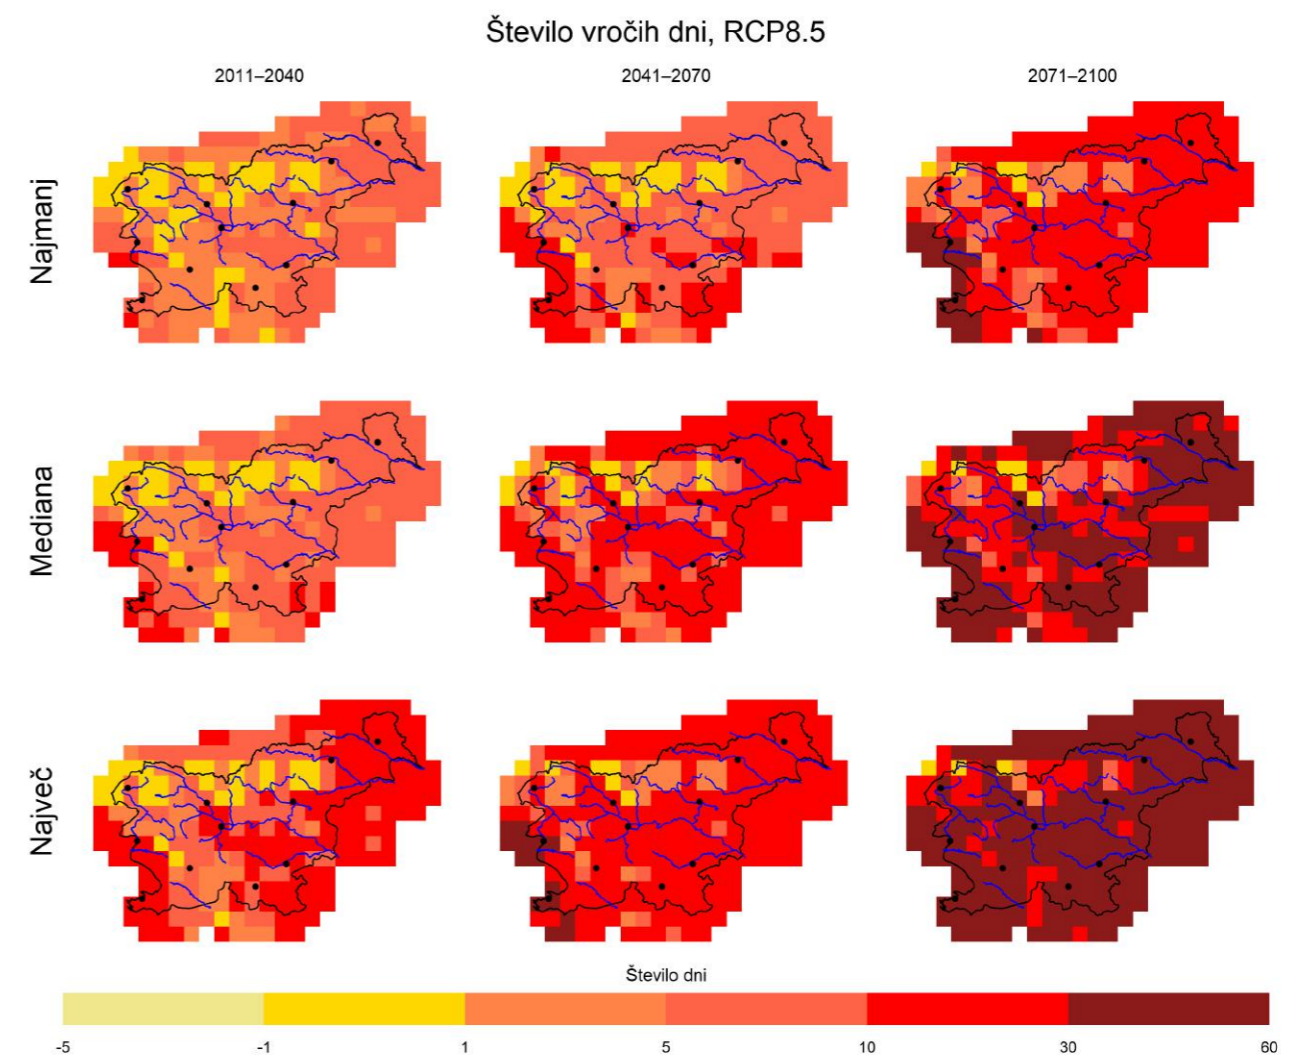 Število vročih dni, RCP8.5
2011–2040 2041–2070 2071–2100
Najmanj
Mediana
Največ
Število dni
-5 -1 1 5 10 30 60